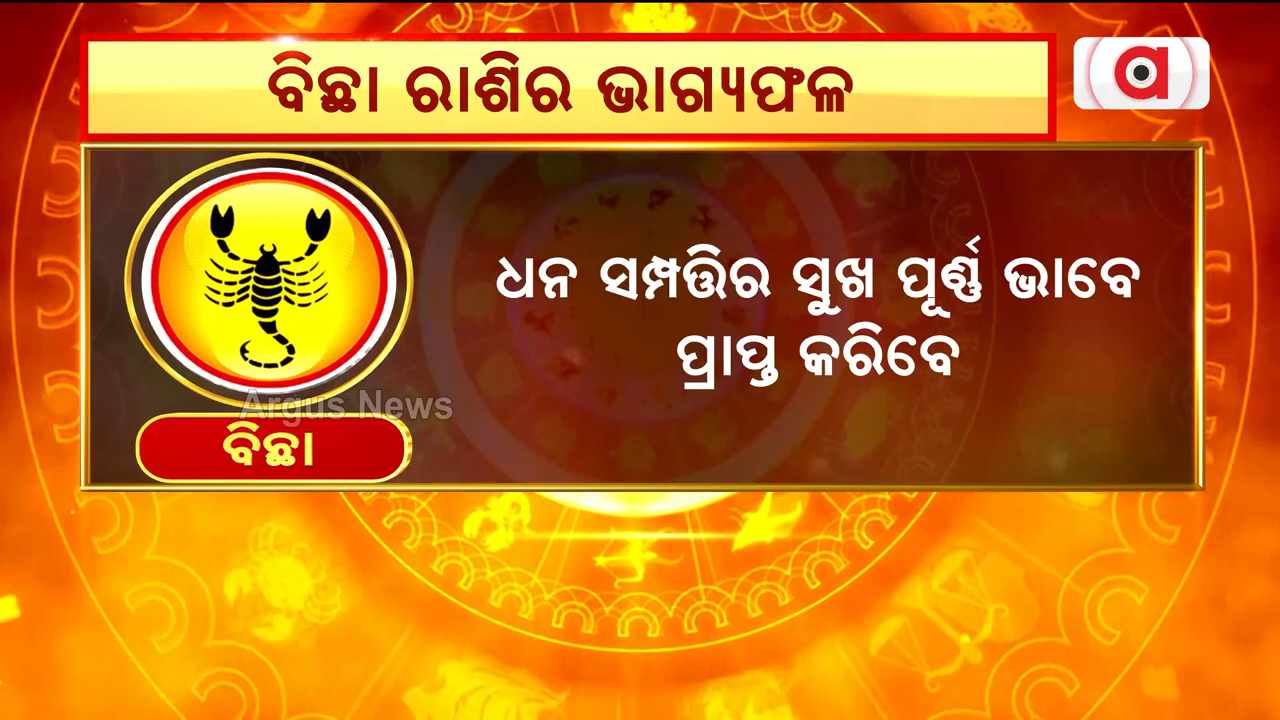 ବିଛା ରାଶିର ଭାଗ୍ୟଫଳ
a
ଧନ ସମ୍ପତ୍ତିର ସୁଖ ପୂର୍ଣ୍ଣ ଭାବେ
ପ୍ରାପ୍ତ କରିବେ
Argus News
ବିଛା